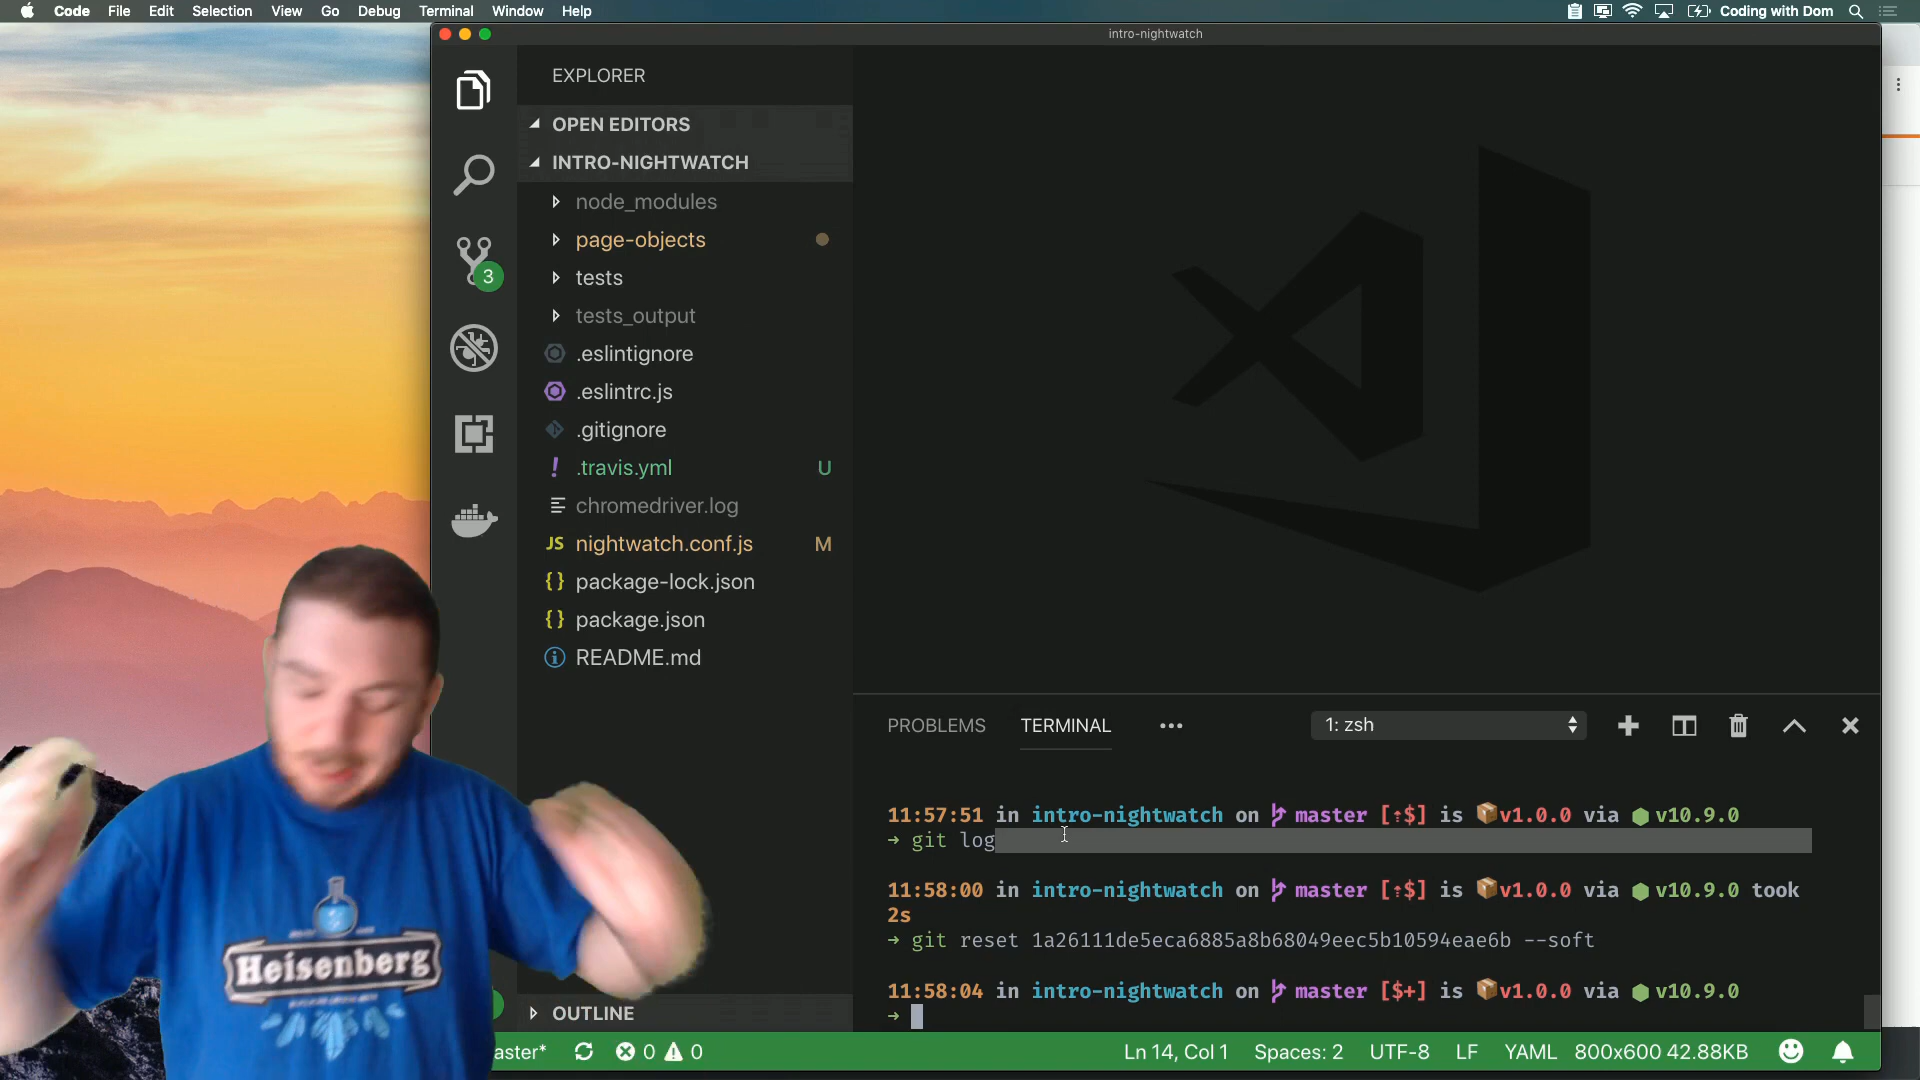 Code File Edit Selection View Go Debug Terminal Window Help
Coding with Dom
intro-nightwatch
EXPLORER
OPEN EDITORS
INTRO-NIGHTWATCH
node_modules
page-objects
tests
tests_output
.eslintignore
.eslintrc.js
.gitignore
.travis.yml U
chromedriver.log
nightwatch.conf.js M
package-lock.json
package.json
README.md
3
OUTLINE
PROBLEMS TERMINAL ••• 1: zsh
11:57:51 in intro-nightwatch on master [⇡$] is 📦v1.0.0 via ⬢ v10.9.0
→ git log
11:58:00 in intro-nightwatch on master [⇡$] is 📦v1.0.0 via ⬢ v10.9.0 took
2s
→ git reset 1a26111de5eca6885a8b68049eec5b10594eae6b --soft
11:58:04 in intro-nightwatch on master [$+] is 📦v1.0.0 via ⬢ v10.9.0
→
Heisenberg
aster* 0 0 Ln 14, Col 1 Spaces: 2 UTF-8 LF YAML 800x600 42.88KB